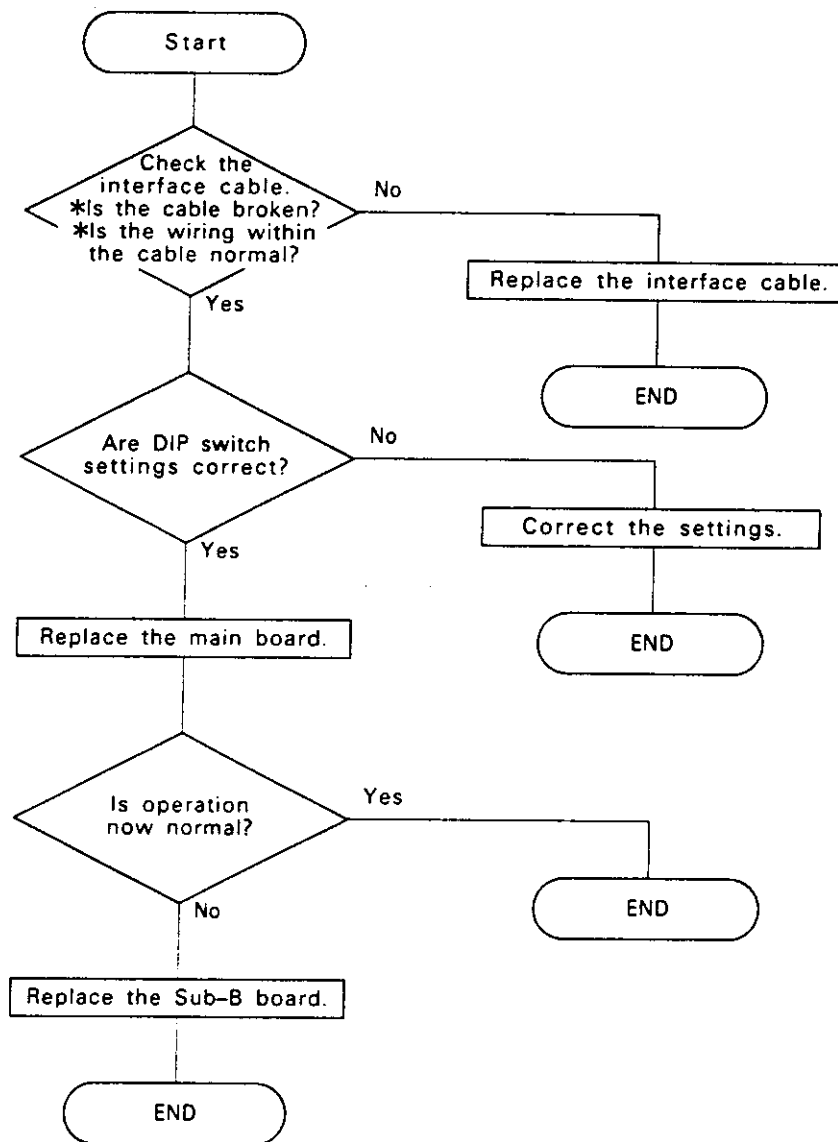 Start
Check the
interface cable.
*Is the cable broken?
*Is the wiring within
the cable normal?
No
Replace the interface cable.
Yes
END
Are DIP switch
settings correct?
No
Correct the settings.
Yes
END
Replace the main board.
Is operation
now normal?
Yes
END
No
Replace the Sub-B board.
END